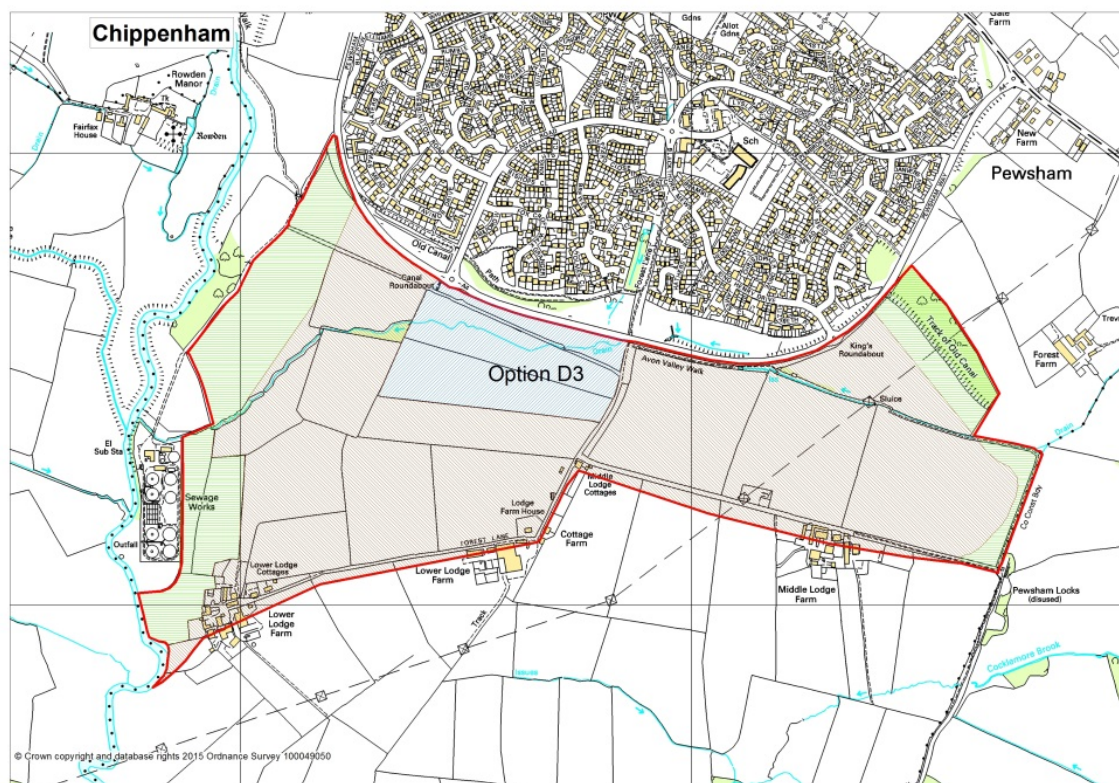 Chippenham
Rowden
Manor
Drain
Drain
Fairfax
House
Rowden
Gdns
Allot
Gdns
Gate
Farm
New
Farm
Pewsham
Sch
Old Canal
Canal
Roundabout
Path
Drain
Option D3
Avon Valley Walk
King's
Roundabout
Track of Old Canal
Forest
Farm
Sluice
Drain
Iss
El
Sub Sta
Sewage
Works
Outfall
Middle
Lodge
Cottages
Lodge
Farm House
Co Const Bdy
FOREST LANE
Cottage
Farm
Lower Lodge
Cottages
Lower Lodge
Farm
Middle Lodge
Farm
Pewsham Locks
(disused)
Lower
Lodge
Farm
Track
Issues
Cocklemore Brook
© Crown copyright and database rights 2015 Ordnance Survey 100049050